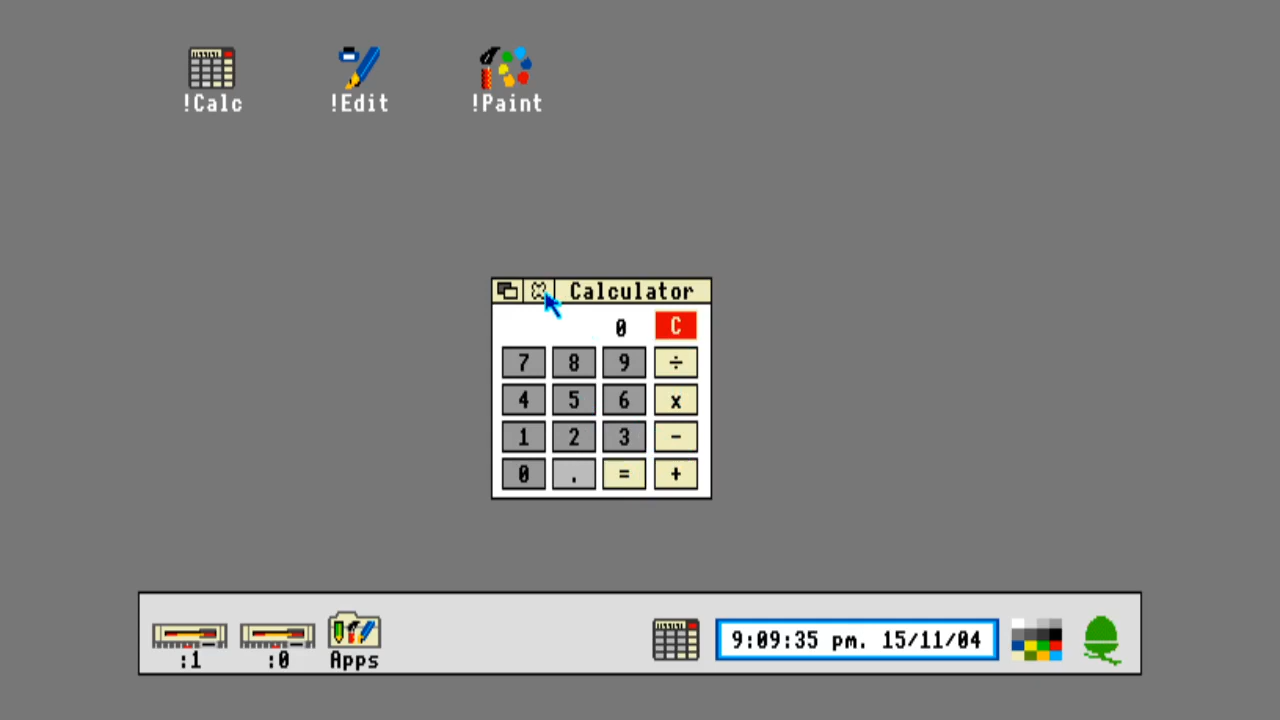 !Calc !Edit !Paint
Calculator
0 C
7 8 9 ÷
4 5 6 x
1 2 3 -
0 . = +
9:09:35 pm. 15/11/04
:1 :0 Apps